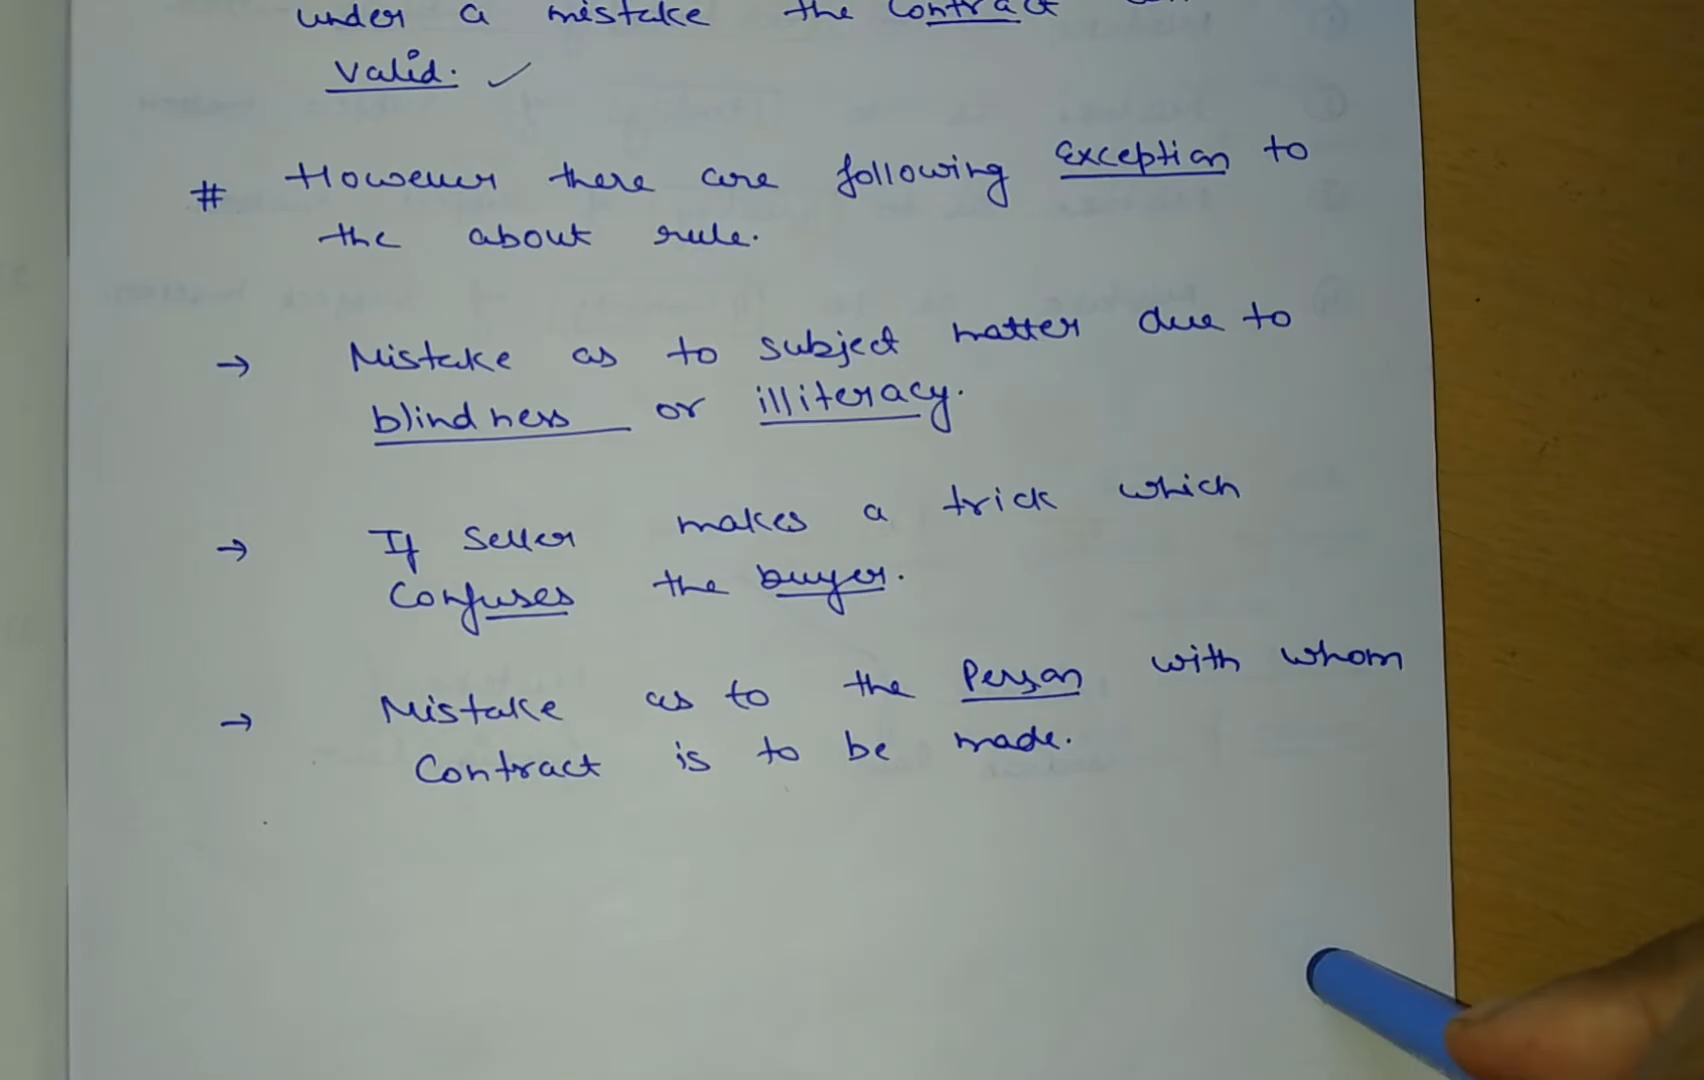 under a mistake the contract
valid. ✓
# However there are following exception to
the about rule.
→ Mistake as to subject matter due to
blindness or illiteracy.
→ If seller makes a trick which
confuses the buyer.
→ Mistake as to the Person with whom
contract is to be made.